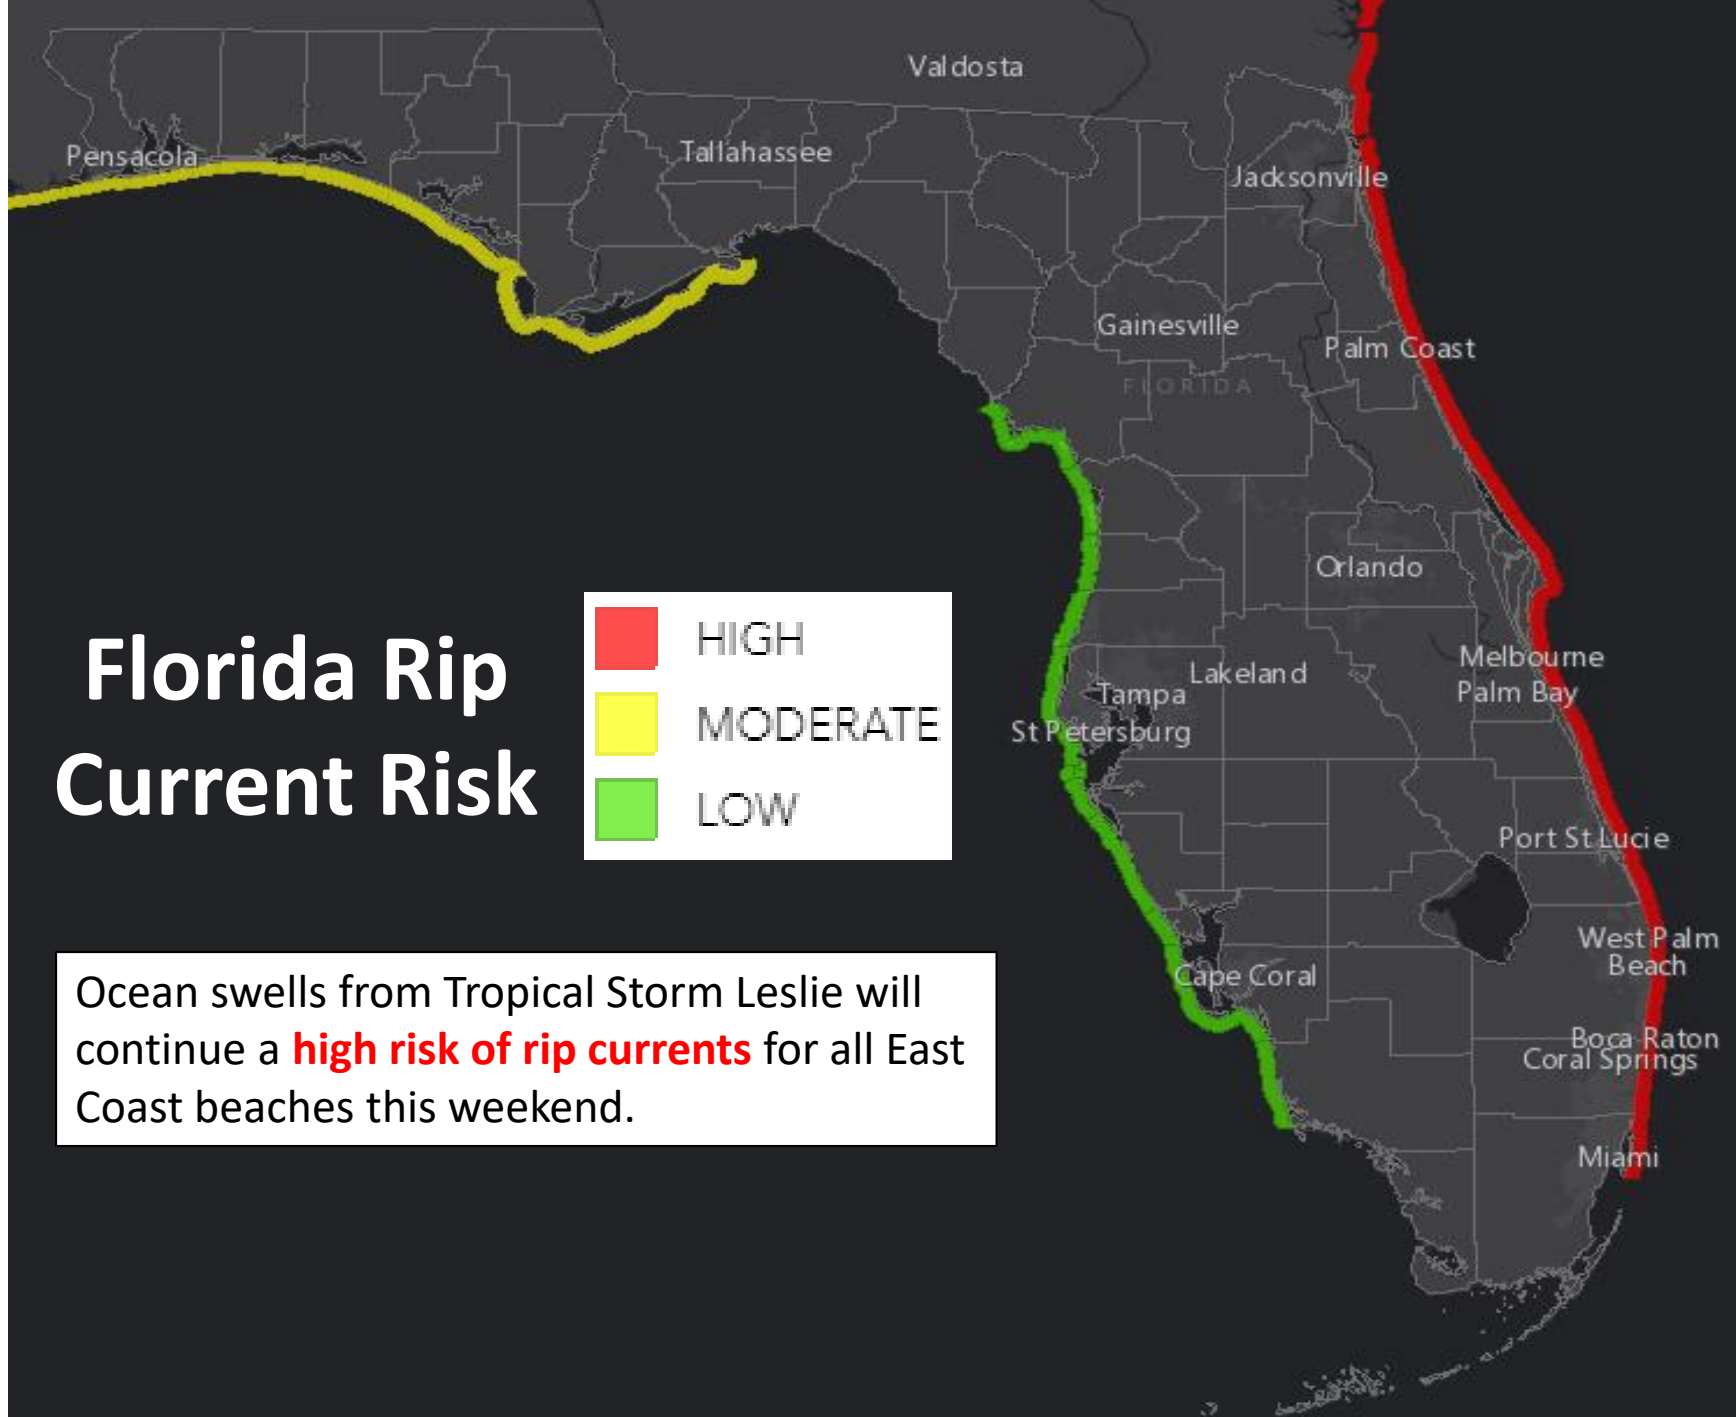 Valdosta
Pensacola
Tallahassee
Jacksonville
Gainesville
Palm Coast
FLORIDA
Orlando
Florida Rip
Current Risk
HIGH
MODERATE
LOW
Lakeland
Tampa
St Petersburg
Melbourne
Palm Bay
Port St Lucie
West Palm
Beach
Cape Coral
Boca Raton
Coral Springs
Miami
Ocean swells from Tropical Storm Leslie will
continue a high risk of rip currents for all East
Coast beaches this weekend.